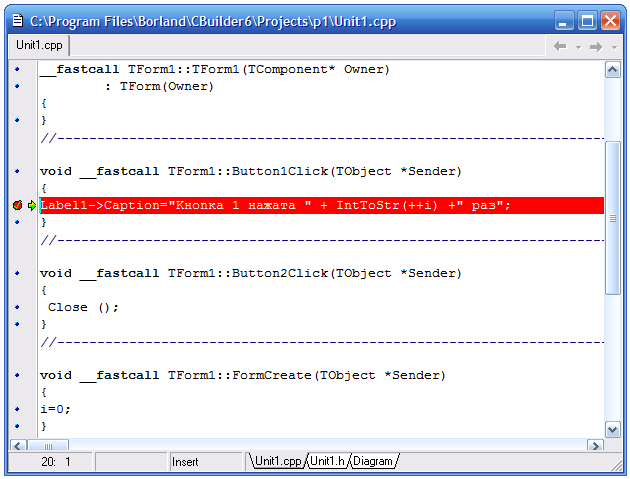 C:\Program Files\Borland\CBuilder6\Projects\p1\Unit1.cpp
Unit1.cpp
__fastcall TForm1::TForm1(TComponent* Owner)
        : TForm(Owner)
{
}
//---------------------------------------------------------------------
void __fastcall TForm1::Button1Click(TObject *Sender)
{
Label1->Caption="Кнопка 1 нажата " + IntToStr(++i) +" раз";
}
//---------------------------------------------------------------------
void __fastcall TForm1::Button2Click(TObject *Sender)
{
 Close ();
}
//---------------------------------------------------------------------
void __fastcall TForm1::FormCreate(TObject *Sender)
{
i=0;
}
20: 1 Insert Unit1.cpp Unit1.h Diagram